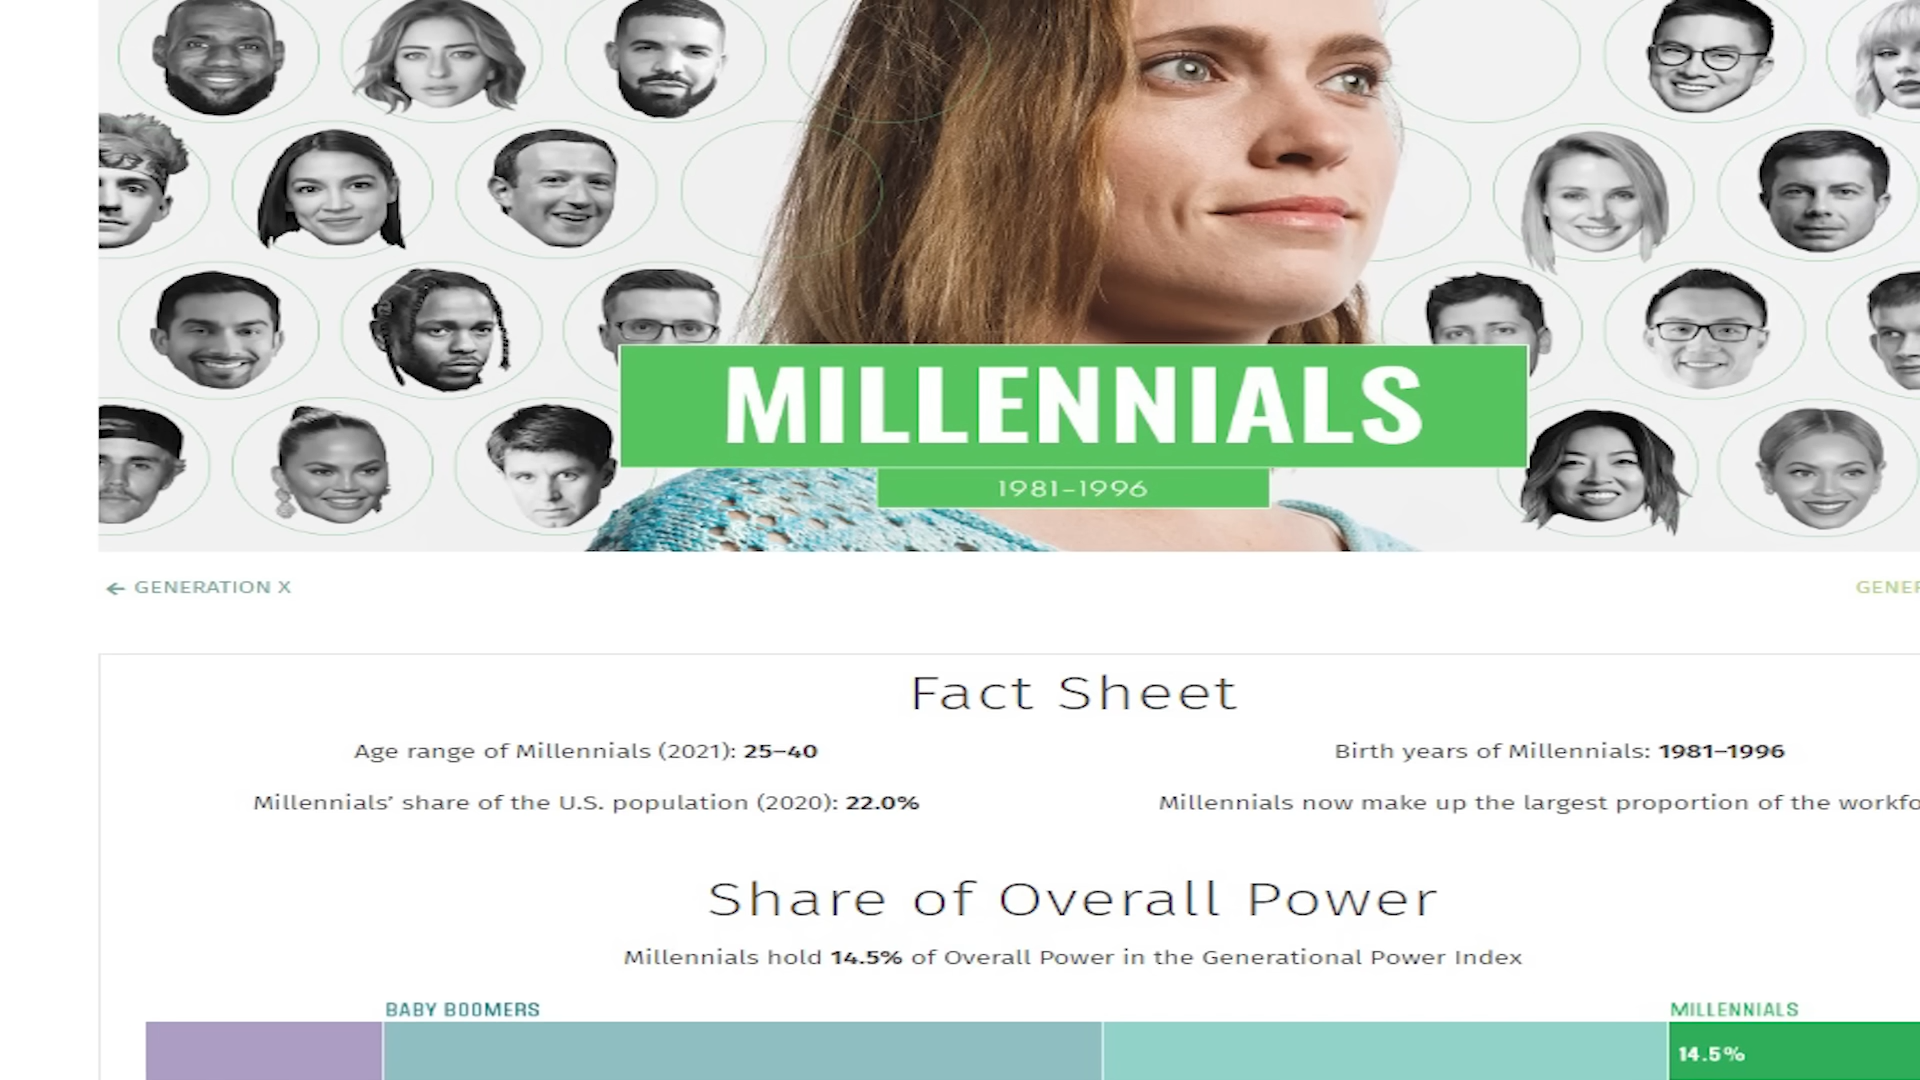 MILLENNIALS
1981–1996
← GENERATION X
GENER
Fact Sheet
Age range of Millennials (2021): 25–40
Birth years of Millennials: 1981–1996
Millennials’ share of the U.S. population (2020): 22.0%
Millennials now make up the largest proportion of the workfo
Share of Overall Power
Millennials hold 14.5% of Overall Power in the Generational Power Index
BABY BOOMERS
MILLENNIALS
14.5%